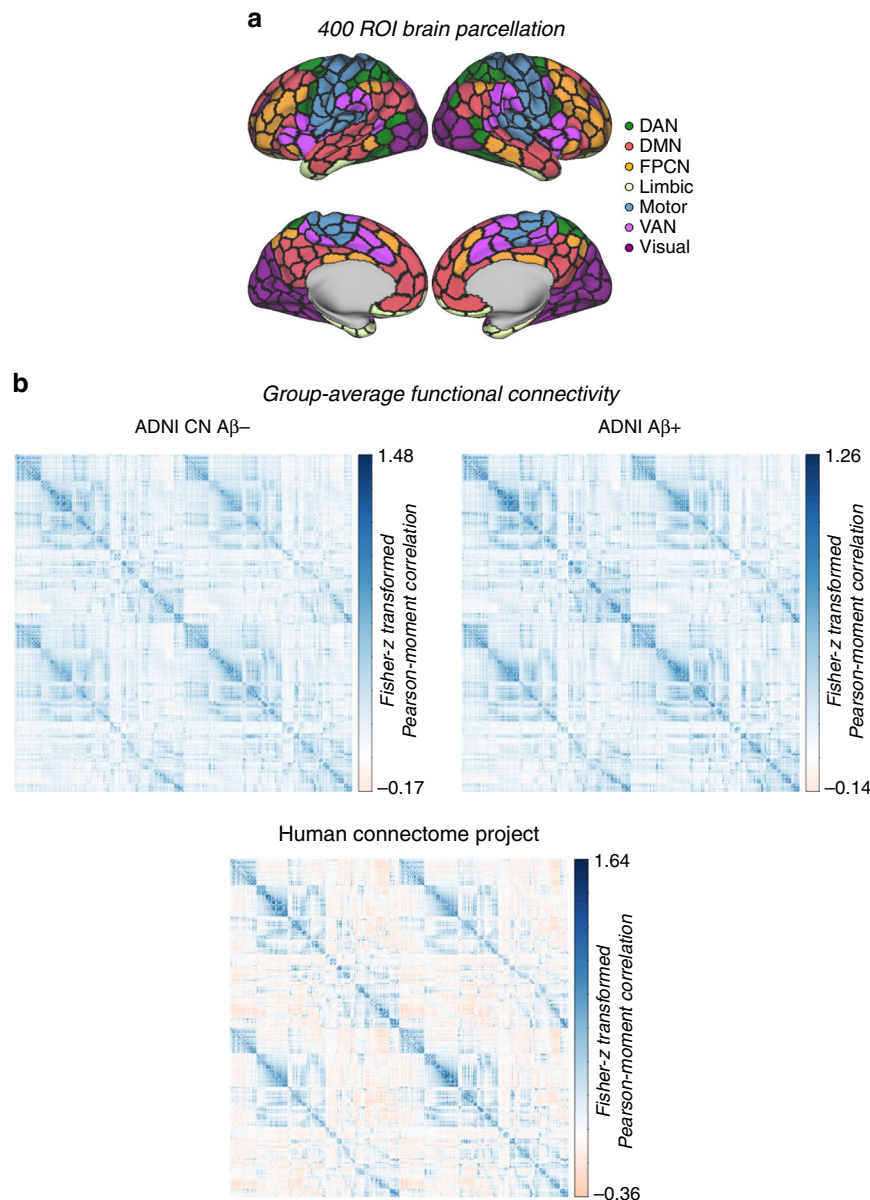 a
400 ROI brain parcellation
DAN
DMN
FPCN
Limbic
Motor
VAN
Visual
b
Group-average functional connectivity
ADNI CN Aβ–
1.48
Fisher-z transformed
Pearson-moment correlation
–0.17
ADNI Aβ+
1.26
Fisher-z transformed
Pearson-moment correlation
–0.14
Human connectome project
1.64
Fisher-z transformed
Pearson-moment correlation
–0.36